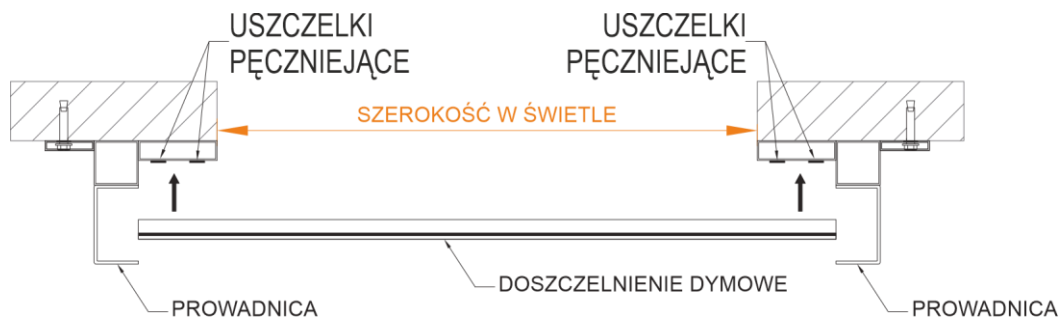 USZCZELKI
PĘCZNIEJĄCE
USZCZELKI
PĘCZNIEJĄCE
SZEROKOŚĆ W ŚWIETLE
DOSZCZELNIENIE DYMOWE
PROWADNICA
PROWADNICA